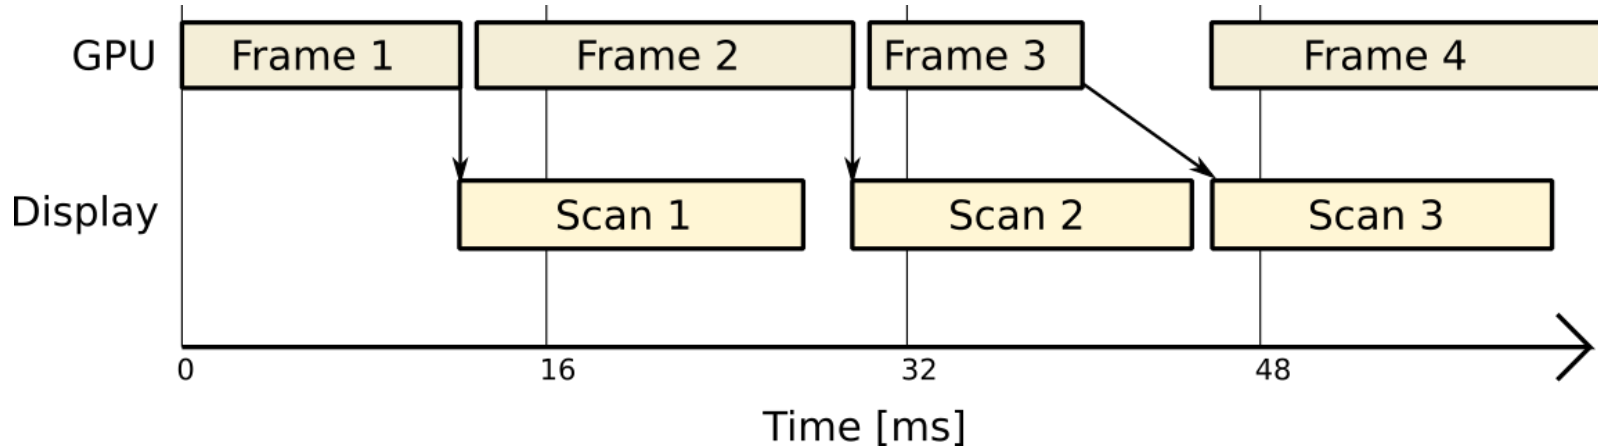 GPU Frame 1 Frame 2 Frame 3 Frame 4
Display Scan 1 Scan 2 Scan 3
0 16 32 48
Time [ms]